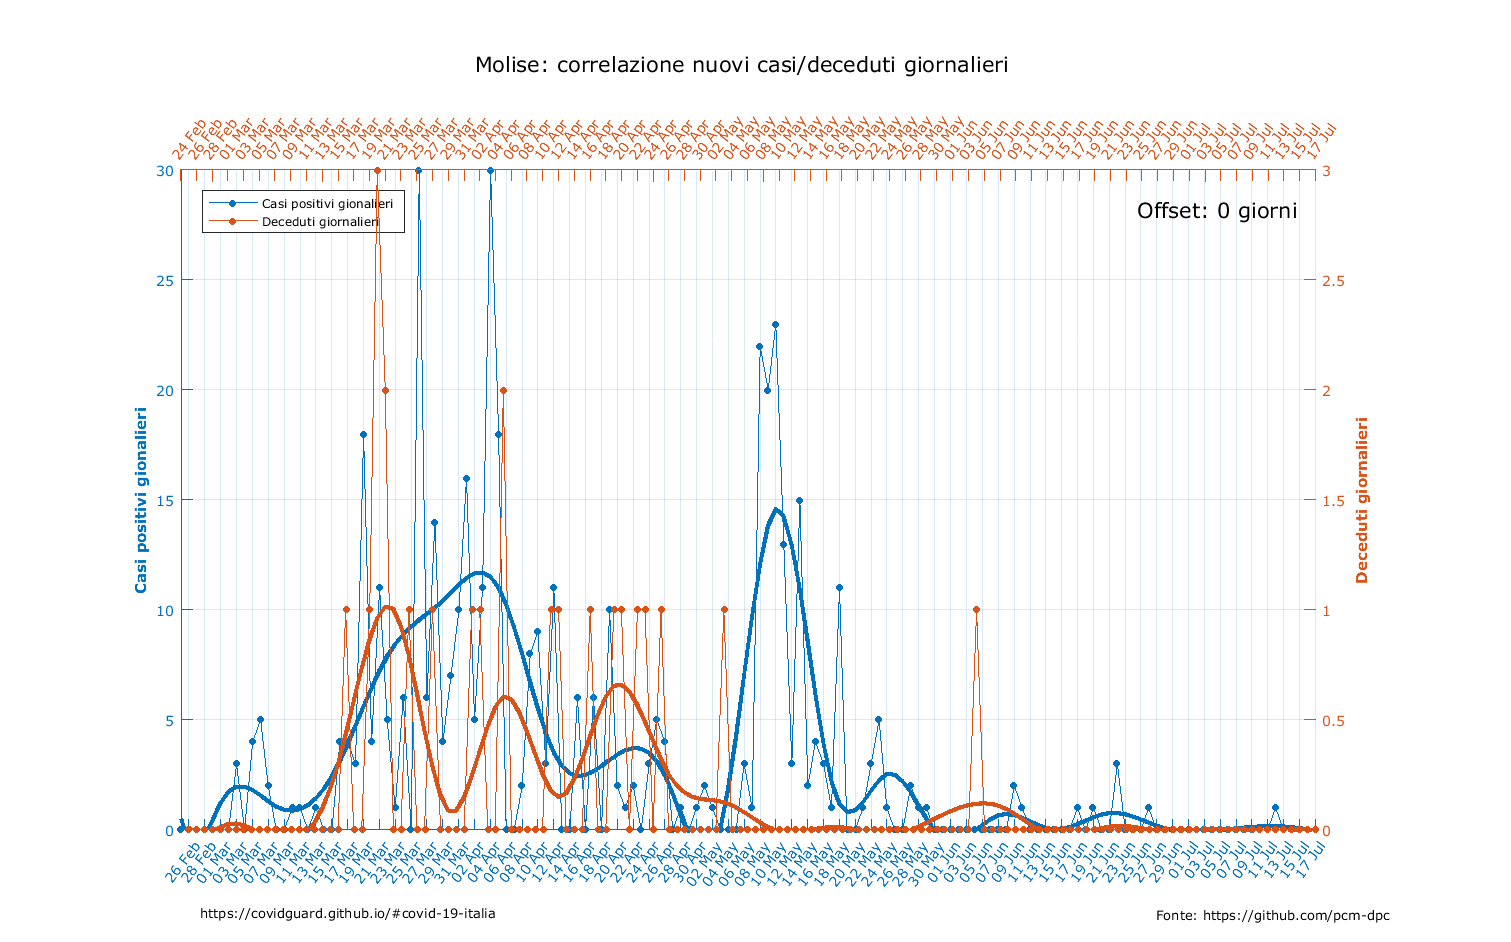 Molise: correlazione nuovi casi/deceduti giornalieri
24 Feb
26 Feb
28 Feb
01 Mar
03 Mar
05 Mar
07 Mar
09 Mar
11 Mar
13 Mar
15 Mar
17 Mar
19 Mar
21 Mar
23 Mar
25 Mar
27 Mar
29 Mar
31 Mar
02 Apr
04 Apr
06 Apr
08 Apr
10 Apr
12 Apr
14 Apr
16 Apr
18 Apr
20 Apr
22 Apr
24 Apr
26 Apr
28 Apr
30 Apr
02 May
04 May
06 May
08 May
10 May
12 May
14 May
16 May
18 May
20 May
22 May
24 May
26 May
28 May
30 May
01 Jun
03 Jun
05 Jun
07 Jun
09 Jun
11 Jun
13 Jun
15 Jun
17 Jun
19 Jun
21 Jun
23 Jun
25 Jun
27 Jun
29 Jun
01 Jul
03 Jul
05 Jul
07 Jul
09 Jul
11 Jul
13 Jul
15 Jul
17 Jul
Casi positivi gionalieri
Deceduti giornalieri
Offset: 0 giorni
30
25
20
15
10
5
0
Casi positivi gionalieri
3
2.5
2
1.5
1
0.5
0
Deceduti giornalieri
26 Feb
28 Feb
01 Mar
03 Mar
05 Mar
07 Mar
09 Mar
11 Mar
13 Mar
15 Mar
17 Mar
19 Mar
21 Mar
23 Mar
25 Mar
27 Mar
29 Mar
31 Mar
02 Apr
04 Apr
06 Apr
08 Apr
10 Apr
12 Apr
14 Apr
16 Apr
18 Apr
20 Apr
22 Apr
24 Apr
26 Apr
28 Apr
30 Apr
02 May
04 May
06 May
08 May
10 May
12 May
14 May
16 May
18 May
20 May
22 May
24 May
26 May
28 May
30 May
01 Jun
03 Jun
05 Jun
07 Jun
09 Jun
11 Jun
13 Jun
15 Jun
17 Jun
19 Jun
21 Jun
23 Jun
25 Jun
27 Jun
29 Jun
01 Jul
03 Jul
05 Jul
07 Jul
09 Jul
11 Jul
13 Jul
15 Jul
17 Jul
https://covidguard.github.io/#covid-19-italia
Fonte: https://github.com/pcm-dpc